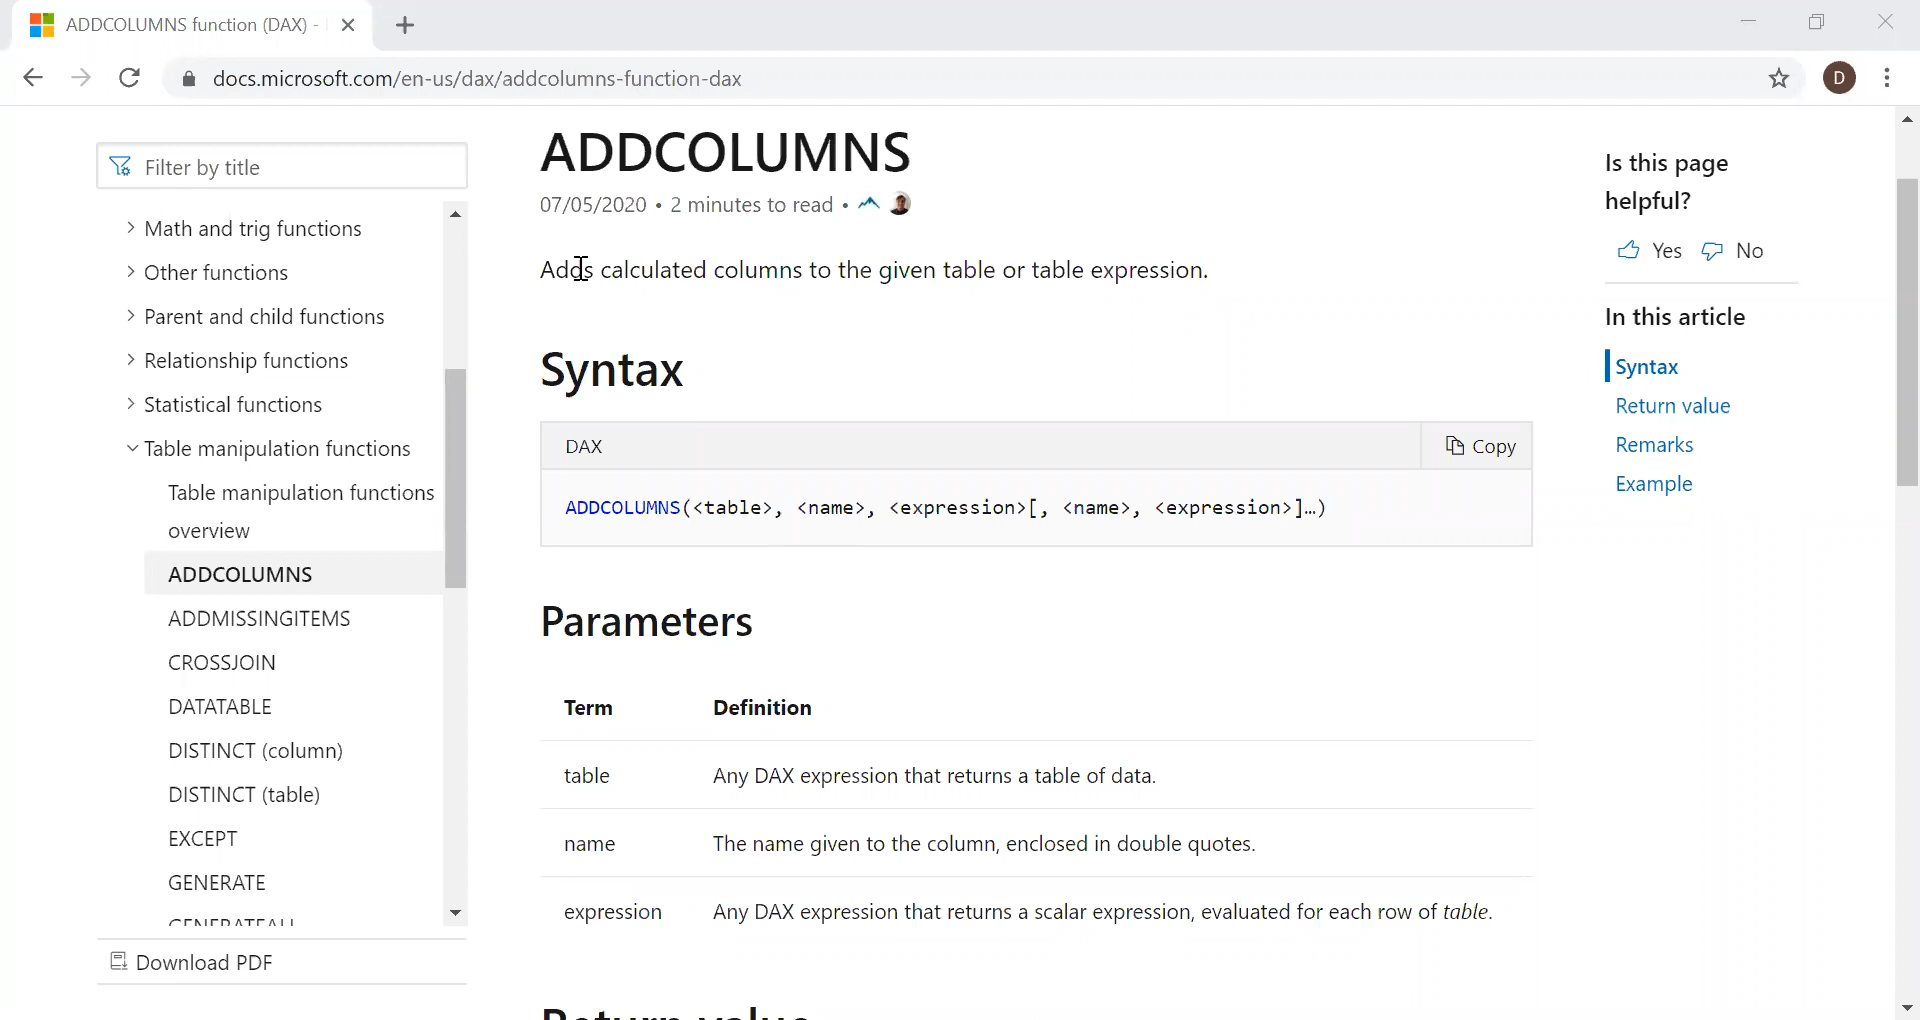 ADDCOLUMNS function (DAX) -
docs.microsoft.com/en-us/dax/addcolumns-function-dax
D
Filter by title
Math and trig functions
Other functions
Parent and child functions
Relationship functions
Statistical functions
Table manipulation functions
Table manipulation functions
overview
ADDCOLUMNS
ADDMISSINGITEMS
CROSSJOIN
DATATABLE
DISTINCT (column)
DISTINCT (table)
EXCEPT
GENERATE
GENERATEALL
Download PDF
ADDCOLUMNS
07/05/2020 • 2 minutes to read •
Adds calculated columns to the given table or table expression.
Syntax
DAX
Copy
ADDCOLUMNS(<table>, <name>, <expression>[, <name>, <expression>]…)
Parameters
Term Definition
table Any DAX expression that returns a table of data.
name The name given to the column, enclosed in double quotes.
expression Any DAX expression that returns a scalar expression, evaluated for each row of table.
Return value
Is this page
helpful?
Yes No
In this article
Syntax
Return value
Remarks
Example